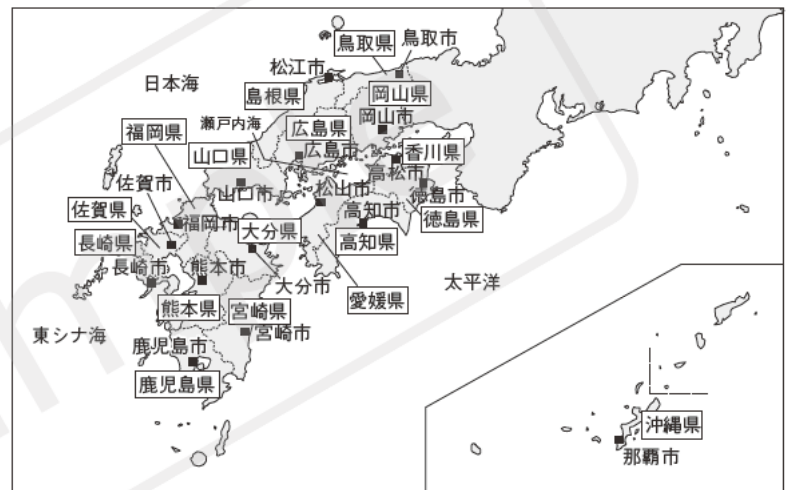 鳥取県
鳥取市
松江市
日本海
島根県
岡山県
瀬戸内海
岡山市
福岡県
広島県
広島市
山口県
香川県
高松市
佐賀市
山口市
松山市
徳島市
佐賀県
高知市
徳島県
福岡市
大分県
長崎県
高知県
長崎市
熊本市
大分市
太平洋
愛媛県
熊本県
宮崎県
東シナ海
宮崎市
鹿児島市
鹿児島県
沖縄県
那覇市